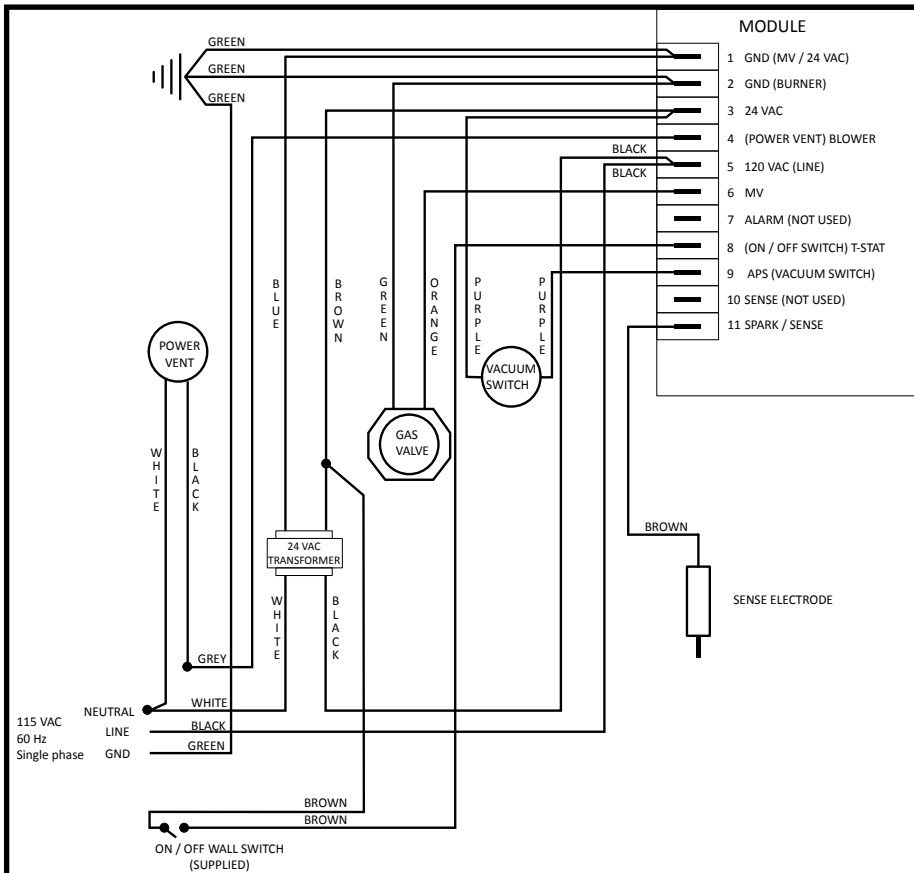 MODULE
GREEN
GREEN
GREEN
1 GND (MV / 24 VAC)
2 GND (BURNER)
3 24 VAC
4 (POWER VENT) BLOWER
5 120 VAC (LINE)
6 MV
7 ALARM (NOT USED)
8 (ON / OFF SWITCH) T-STAT
9 APS (VACUUM SWITCH)
10 SENSE (NOT USED)
11 SPARK / SENSE
BLACK
BLACK
BLUE
BROWN
GREEN
ORANGE
PURPLE
PURPLE
POWER
VENT
VACUUM
SWITCH
GAS
VALVE
WHITE
BLACK
24 VAC
TRANSFORMER
WHITE
BLACK
BROWN
SENSE ELECTRODE
GREY
WHITE
BLACK
GREEN
NEUTRAL
LINE
GND
115 VAC
60 Hz
Single phase
BROWN
BROWN
ON / OFF WALL SWITCH
(SUPPLIED)